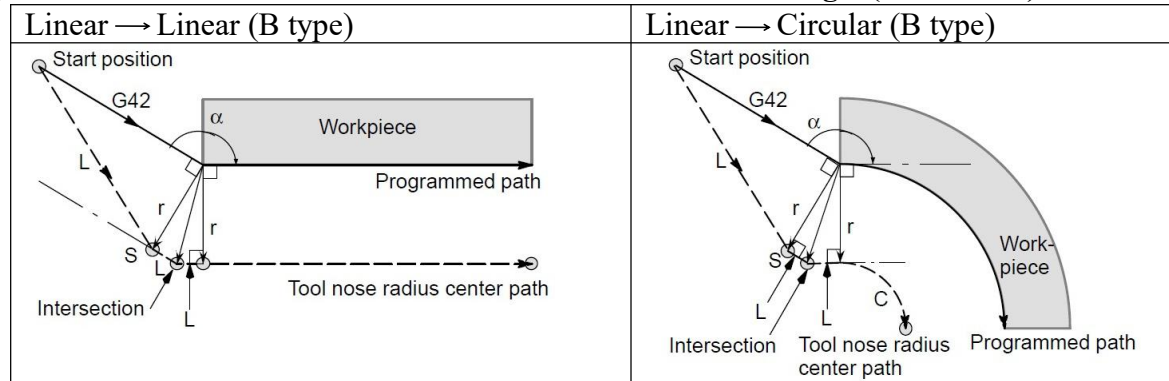 Linear → Linear (B type)
Linear → Circular (B type)
Start position
G42
α
Workpiece
L
Programmed path
r
r
S
L
Tool nose radius center path
Intersection
L
Start position
G42
α
L
r
r
Work-
piece
S
C
L
L
Intersection
Tool nose radius
center path
Programmed path